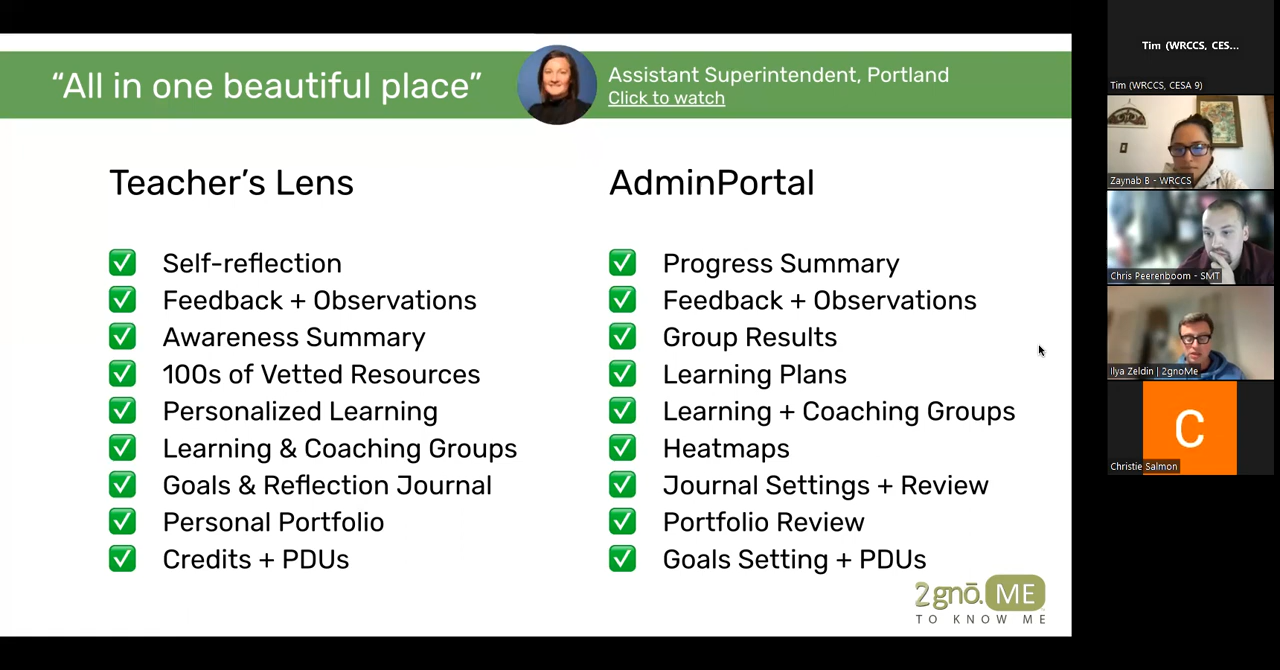 “All in one beautiful place”
Assistant Superintendent, Portland
Click to watch
Teacher’s Lens
Self-reflection
Feedback + Observations
Awareness Summary
100s of Vetted Resources
Personalized Learning
Learning & Coaching Groups
Goals & Reflection Journal
Personal Portfolio
Credits + PDUs
AdminPortal
Progress Summary
Feedback + Observations
Group Results
Learning Plans
Learning + Coaching Groups
Heatmaps
Journal Settings + Review
Portfolio Review
Goals Setting + PDUs
2gnō.ME
TO KNOW ME
Tim (WRCCS, CES...
Tim (WRCCS, CESA 9)
Zaynab B - WRCCS
Chris Peerenboom - SMT
Ilya Zeldin | 2gnoMe
C
Christie Salmon